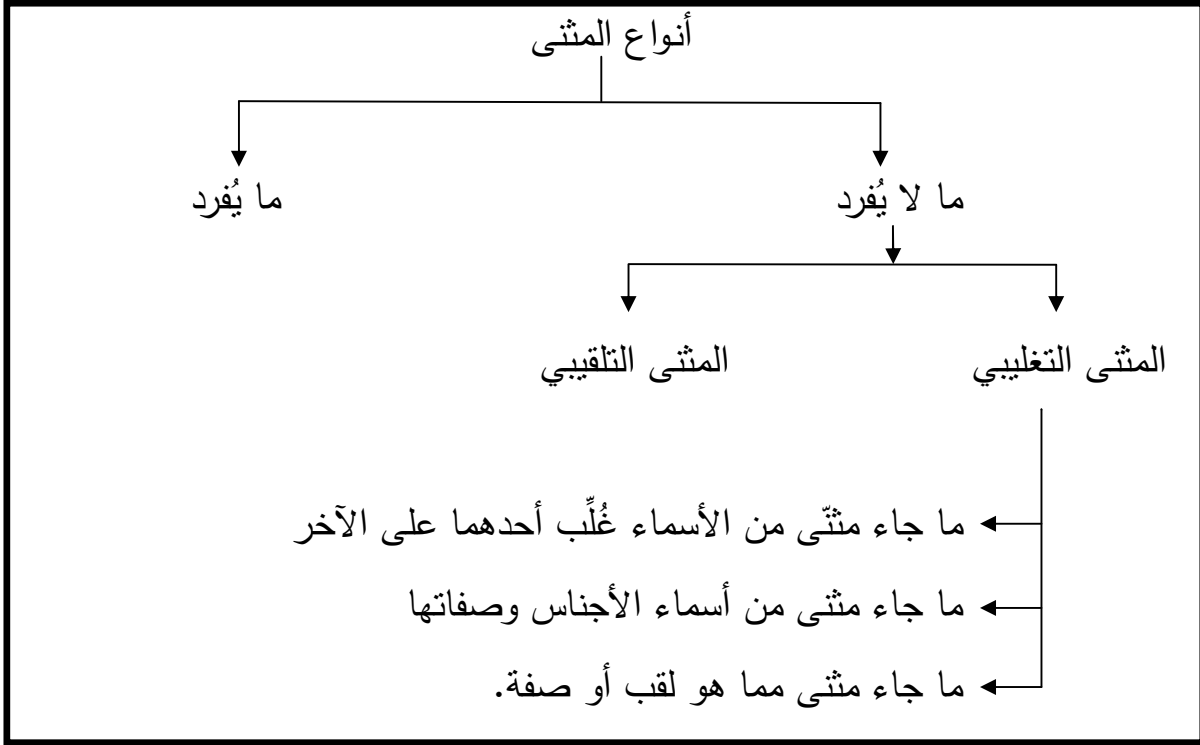 أنواع المثنى
ما لا يُفرد
ما يُفرد
المثنى التغليبي
المثنى التلقيبي
ما جاء مثنّى من الأسماء غُلِّب أحدهما على الآخر
ما جاء مثنى من أسماء الأجناس وصفاتها
ما جاء مثنى مما هو لقب أو صفة.